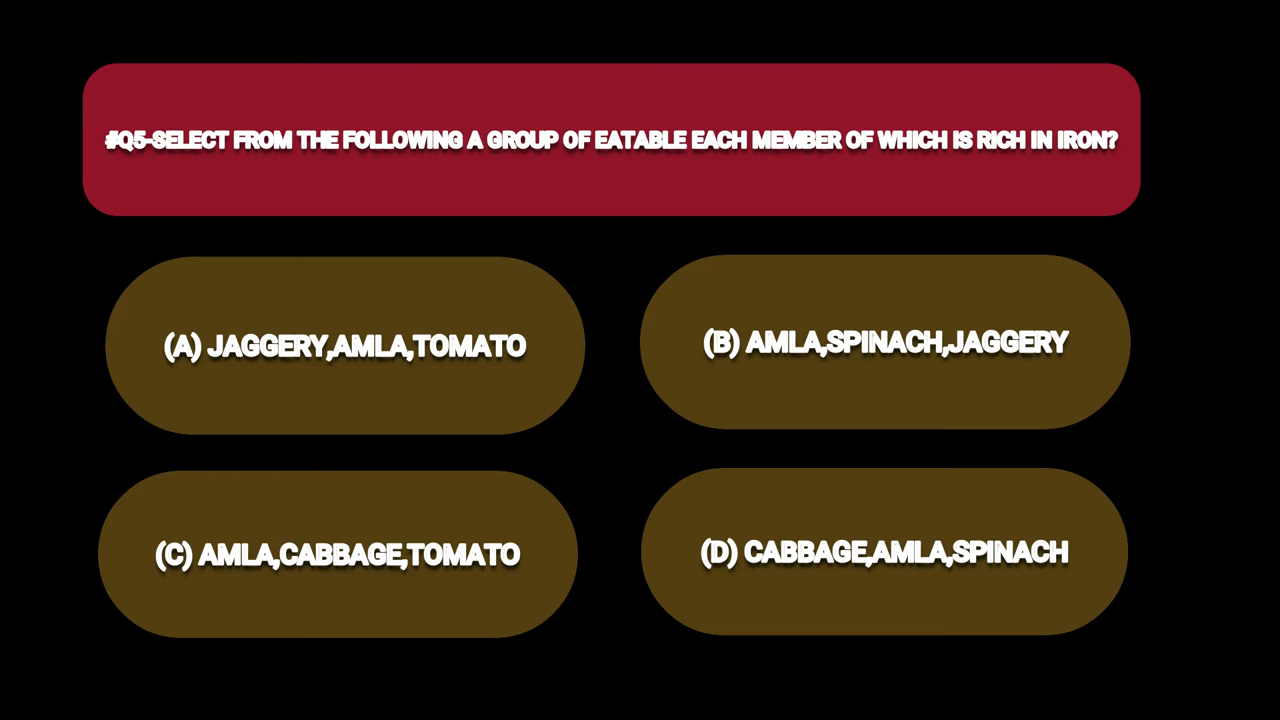 #Q5-SELECT FROM THE FOLLOWING A GROUP OF EATABLE EACH MEMBER OF WHICH IS RICH IN IRON?
(A) JAGGERY,AMLA,TOMATO
(B) AMLA,SPINACH,JAGGERY
(C) AMLA,CABBAGE,TOMATO
(D) CABBAGE,AMLA,SPINACH